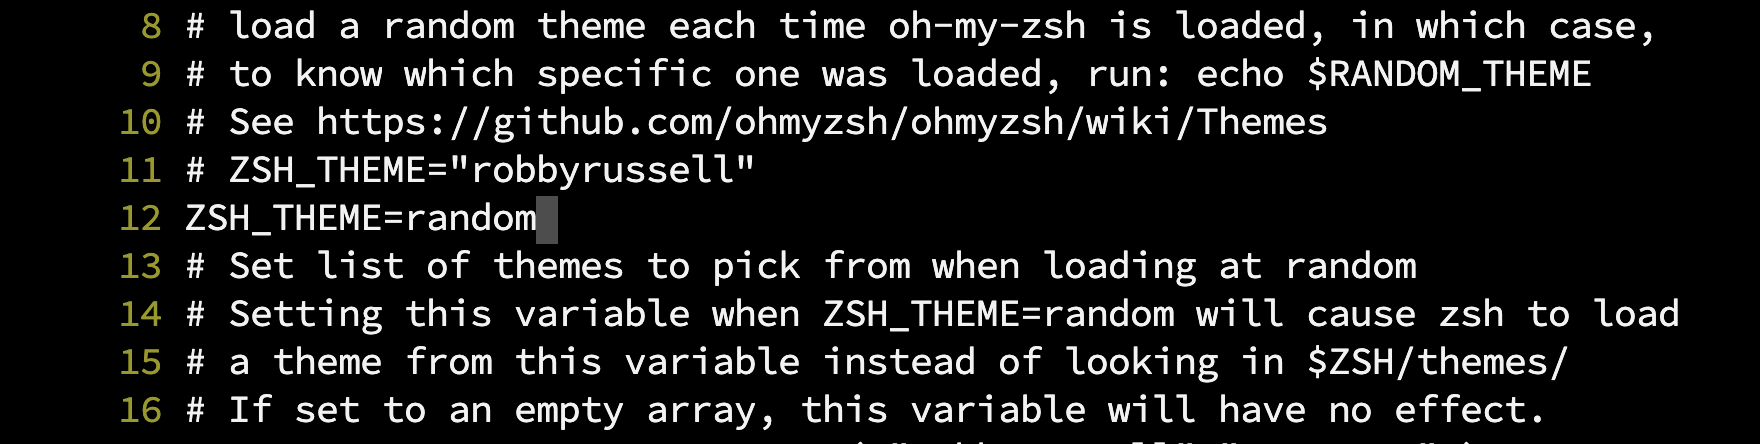 8 # load a random theme each time oh-my-zsh is loaded, in which case,
9 # to know which specific one was loaded, run: echo $RANDOM_THEME
10 # See https://github.com/ohmyzsh/ohmyzsh/wiki/Themes
11 # ZSH_THEME="robbyrussell"
12 ZSH_THEME=random
13 # Set list of themes to pick from when loading at random
14 # Setting this variable when ZSH_THEME=random will cause zsh to load
15 # a theme from this variable instead of looking in $ZSH/themes/
16 # If set to an empty array, this variable will have no effect.